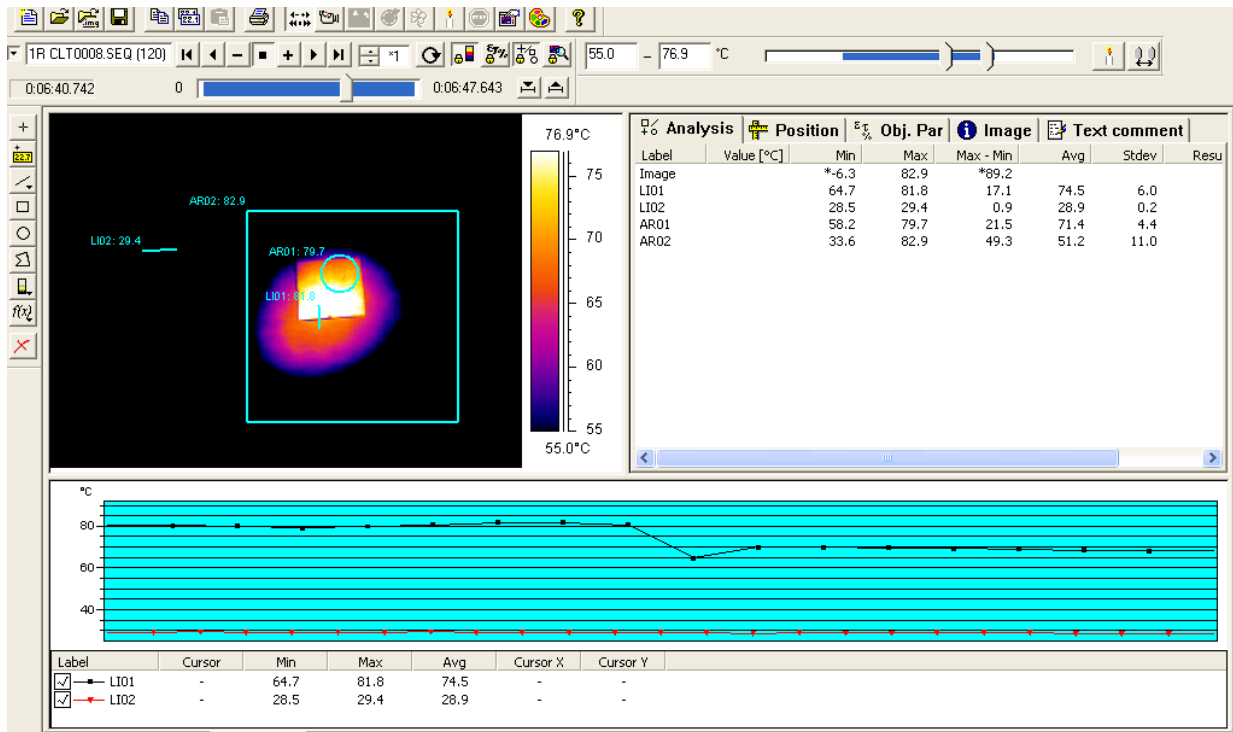 1R CLT0008.SEQ (120)
*1
55.0 – 76.9 °C
0:06:40.742 0 0:06:47.643
76.9°C
75
70
65
60
55
55.0°C
AR02: 82.9
LI02: 29.4
AR01: 79.7
LI01: 81.8
22.7
f(x)
Analysis Position Obj. Par Image Text comment
Label Value [°C] Min Max Max - Min Avg Stdev Resu
Image *-6.3 82.9 *89.2
LI01 64.7 81.8 17.1 74.5 6.0
LI02 28.5 29.4 0.9 28.9 0.2
AR01 58.2 79.7 21.5 71.4 4.4
AR02 33.6 82.9 49.3 51.2 11.0
°C
80
60
40
Label Cursor Min Max Avg Cursor X Cursor Y
LI01 - 64.7 81.8 74.5 - -
LI02 - 28.5 29.4 28.9 - -